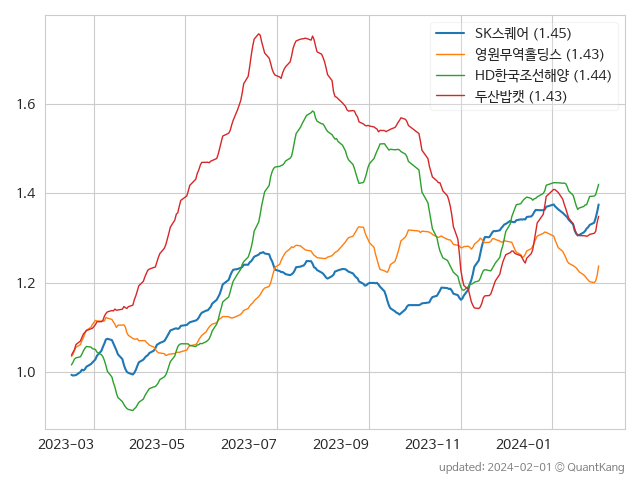 SK스퀘어 (1.45)
영원무역홀딩스 (1.43)
HD한국조선해양 (1.44)
두산밥캣 (1.43)
1.6
1.4
1.2
1.0
2023-03 2023-05 2023-07 2023-09 2023-11 2024-01
updated: 2024-02-01 © QuantKang